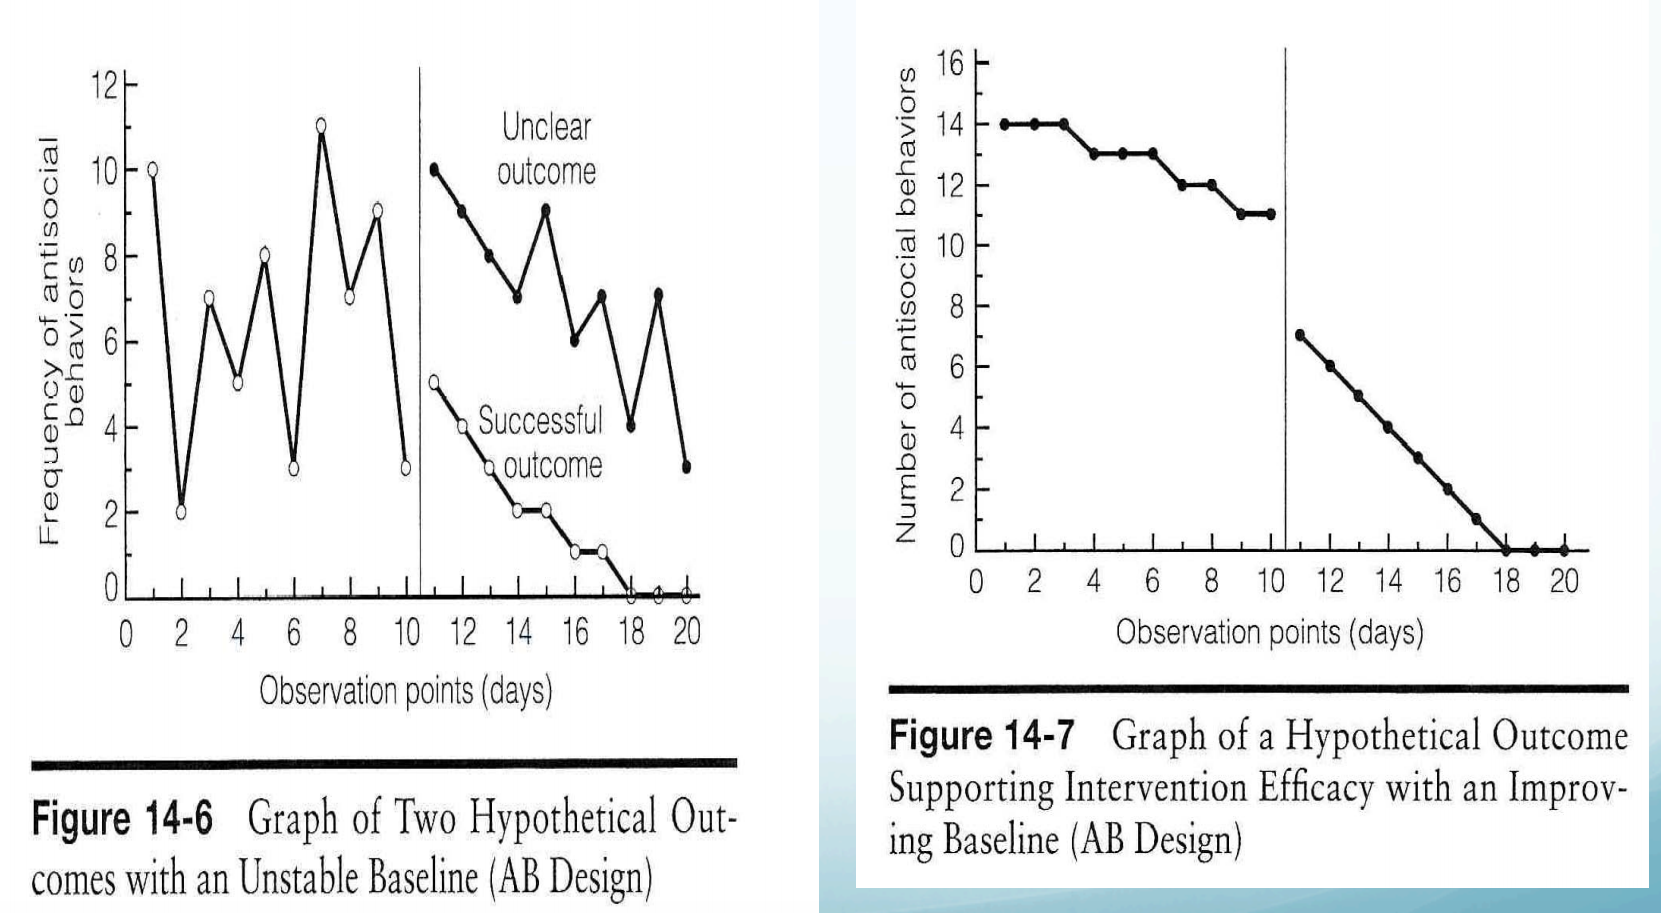 Frequency of antisocial
behaviors
12
10
8
6
4
2
0
Unclear
outcome
Successful
outcome
0 2 4 6 8 10 12 14 16 18 20
Observation points (days)
Figure 14-6 Graph of Two Hypothetical Out-
comes with an Unstable Baseline (AB Design)
Number of antisocial behaviors
16
14
12
10
8
6
4
2
0
0 2 4 6 8 10 12 14 16 18 20
Observation points (days)
Figure 14-7 Graph of a Hypothetical Outcome
Supporting Intervention Efficacy with an Improv-
ing Baseline (AB Design)